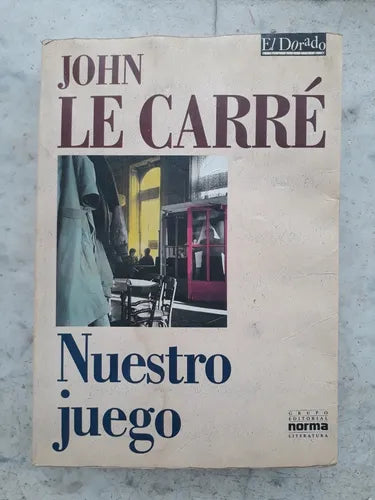 El Dorado
JOHN
LE CARRÉ
Nuestro
juego
GRUPO
EDITORIAL
norma
LITERATURA